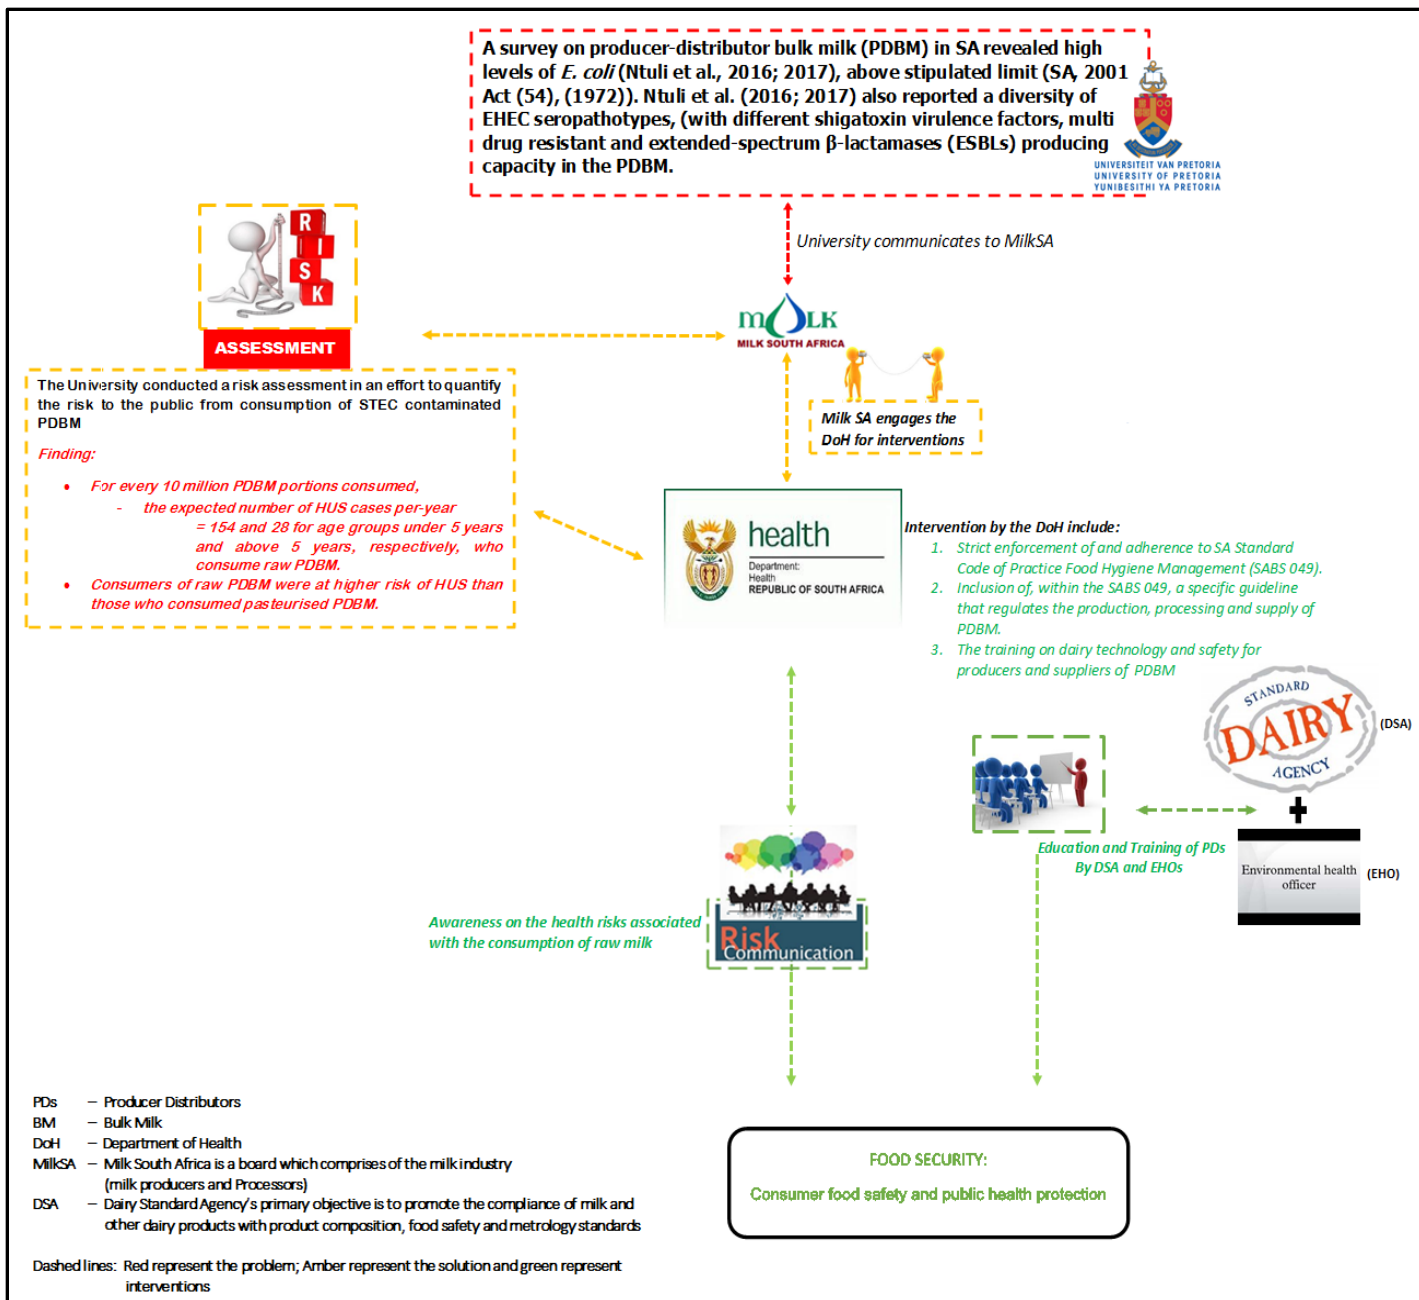 A survey on producer-distributor bulk milk (PDBM) in SA revealed high
levels of E. coli (Ntuli et al., 2016; 2017), above stipulated limit (SA, 2001
Act (54), (1972)). Ntuli et al. (2016; 2017) also reported a diversity of
EHEC seropathotypes, (with different shigatoxin virulence factors, multi
drug resistant and extended-spectrum β-lactamases (ESBLs) producing
capacity in the PDBM.
UNIVERSITEIT VAN PRETORIA
UNIVERSITY OF PRETORIA
YUNIBESITHI YA PRETORIA
University communicates to MilkSA
RISK
ASSESSMENT
MILK
MILK SOUTH AFRICA
The University conducted a risk assessment in an effort to quantify
the risk to the public from consumption of STEC contaminated
PDBM
Finding:
• For every 10 million PDBM portions consumed,
- the expected number of HUS cases per-year
= 154 and 28 for age groups under 5 years
and above 5 years, respectively, who
consume raw PDBM.
• Consumers of raw PDBM were at higher risk of HUS than
those who consumed pasteurised PDBM.
Milk SA engages the
DoH for interventions
health
Department:
Health
REPUBLIC OF SOUTH AFRICA
Intervention by the DoH include:
1. Strict enforcement of and adherence to SA Standard
Code of Practice Food Hygiene Management (SABS 049).
2. Inclusion of, within the SABS 049, a specific guideline
that regulates the production, processing and supply of
PDBM.
3. The training on dairy technology and safety for
producers and suppliers of PDBM
STANDARD
DAIRY
AGENCY
(DSA)
+
Environmental health
officer
(EHO)
Education and Training of PDs
By DSA and EHOs
Awareness on the health risks associated
with the consumption of raw milk
Risk
Communication
FOOD SECURITY:
Consumer food safety and public health protection
PDs – Producer Distributors
BM – Bulk Milk
DoH – Department of Health
MilkSA – Milk South Africa is a board which comprises of the milk industry
(milk producers and Processors)
DSA – Dairy Standard Agency's primary objective is to promote the compliance of milk and
other dairy products with product composition, food safety and metrology standards
Dashed lines: Red represent the problem; Amber represent the solution and green represent
interventions